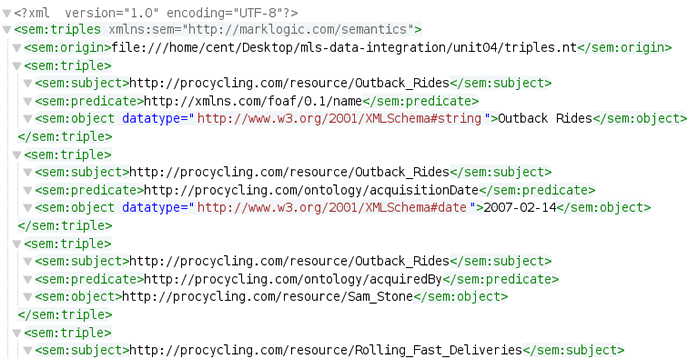 <?xml version="1.0" encoding="UTF-8"?>
<sem:triples xmlns:sem="http://marklogic.com/semantics">
<sem:origin>file:///home/cent/Desktop/mls-data-integration/unit04/triples.nt</sem:origin>
<sem:triple>
<sem:subject>http://procycling.com/resource/Outback_Rides</sem:subject>
<sem:predicate>http://xmlns.com/foaf/0.1/name</sem:predicate>
<sem:object datatype="http://www.w3.org/2001/XMLSchema#string">Outback Rides</sem:object>
</sem:triple>
<sem:triple>
<sem:subject>http://procycling.com/resource/Outback_Rides</sem:subject>
<sem:predicate>http://procycling.com/ontology/acquisitionDate</sem:predicate>
<sem:object datatype="http://www.w3.org/2001/XMLSchema#date">2007-02-14</sem:object>
</sem:triple>
<sem:triple>
<sem:subject>http://procycling.com/resource/Outback_Rides</sem:subject>
<sem:predicate>http://procycling.com/ontology/acquiredBy</sem:predicate>
<sem:object>http://procycling.com/resource/Sam_Stone</sem:object>
</sem:triple>
<sem:triple>
<sem:subject>http://procycling.com/resource/Rolling_Fast_Deliveries</sem:subject>